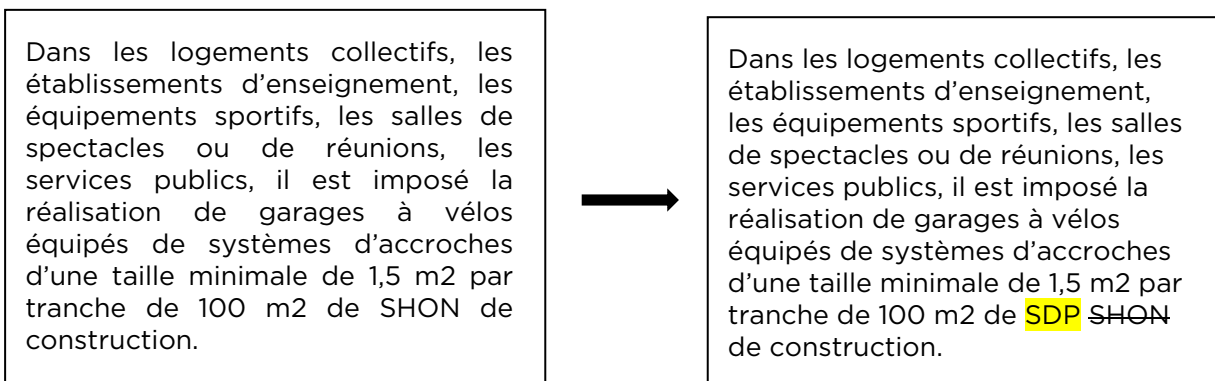 Dans les logements collectifs, les
établissements d’enseignement, les
équipements sportifs, les salles de
spectacles ou de réunions, les
services publics, il est imposé la
réalisation de garages à vélos
équipés de systèmes d’accroches
d’une taille minimale de 1,5 m2 par
tranche de 100 m2 de SHON de
construction.
Dans les logements collectifs, les
établissements d’enseignement,
les équipements sportifs, les salles
de spectacles ou de réunions, les
services publics, il est imposé la
réalisation de garages à vélos
équipés de systèmes d’accroches
d’une taille minimale de 1,5 m2 par
tranche de 100 m2 de SDP SHON
de construction.